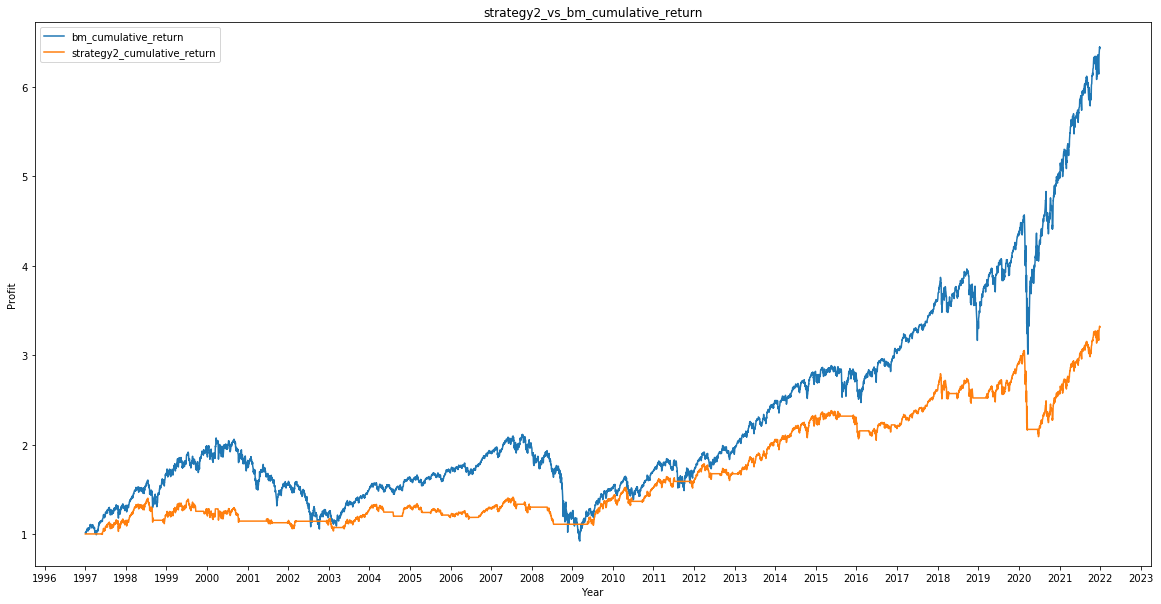 strategy2_vs_bm_cumulative_return
bm_cumulative_return
strategy2_cumulative_return
Profit
6
5
4
3
2
1
1996 1997 1998 1999 2000 2001 2002 2003 2004 2005 2006 2007 2008 2009 2010 2011 2012 2013 2014 2015 2016 2017 2018 2019 2020 2021 2022 2023
Year